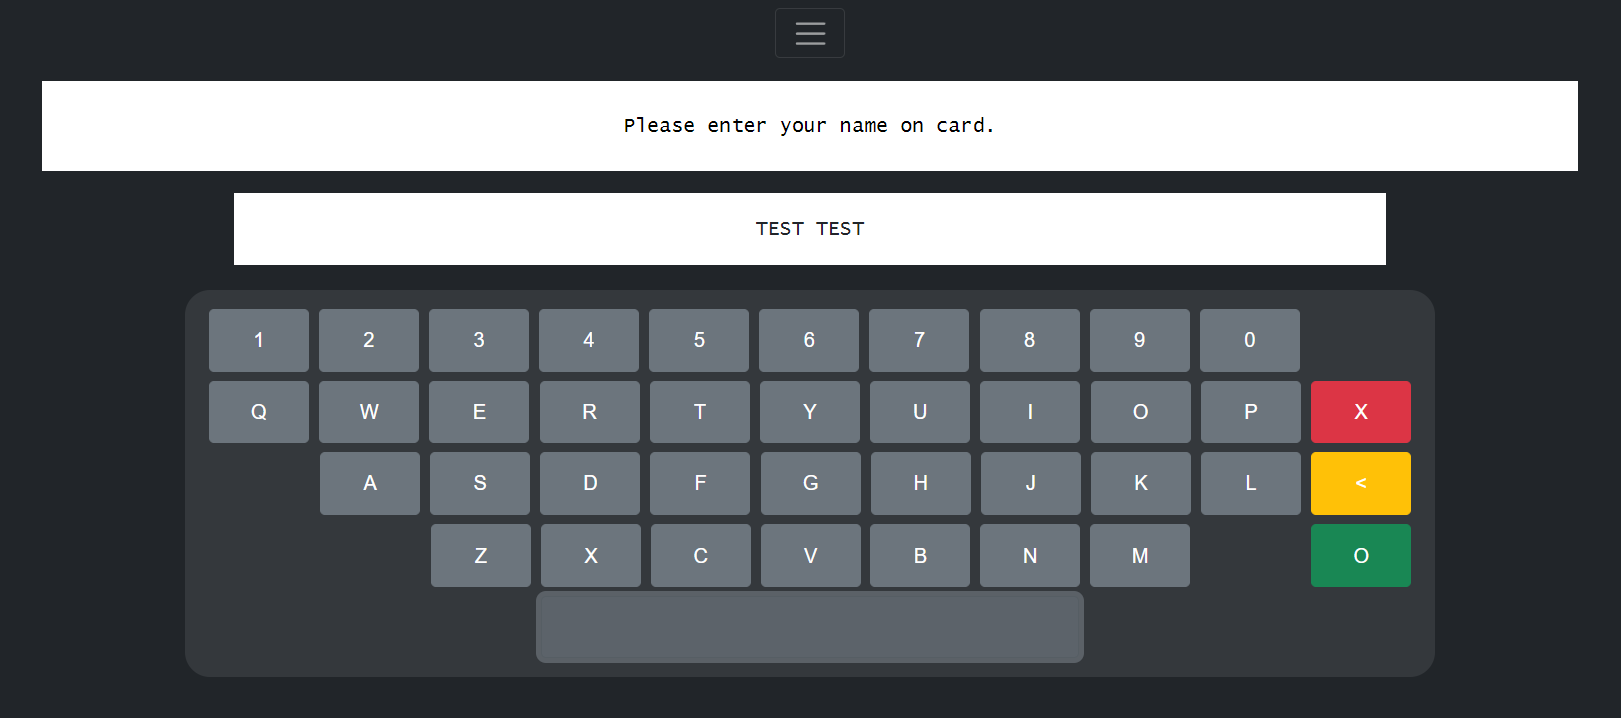 Please enter your name on card.
TEST TEST
1 2 3 4 5 6 7 8 9 0
Q W E R T Y U I O P X
A S D F G H J K L <
Z X C V B N M O